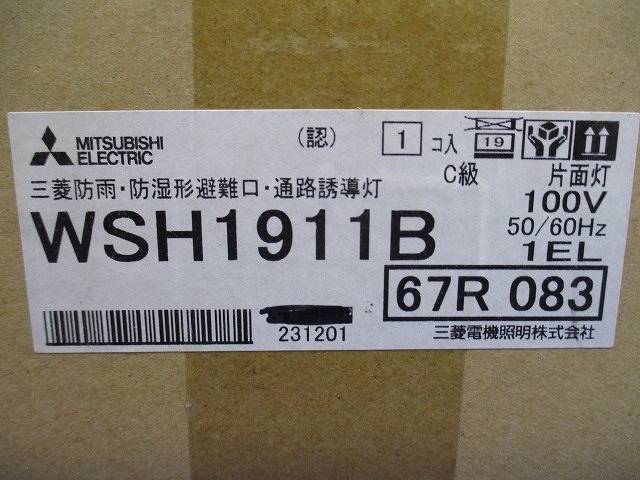 MITSUBISHI
ELECTRIC
(認) 1 コ入 19
C級 片面灯
三菱防雨・防湿形避難口・通路誘導灯
100V
WSH1911B
50/60Hz
1EL
67R 083
231201
三菱電機照明株式会社